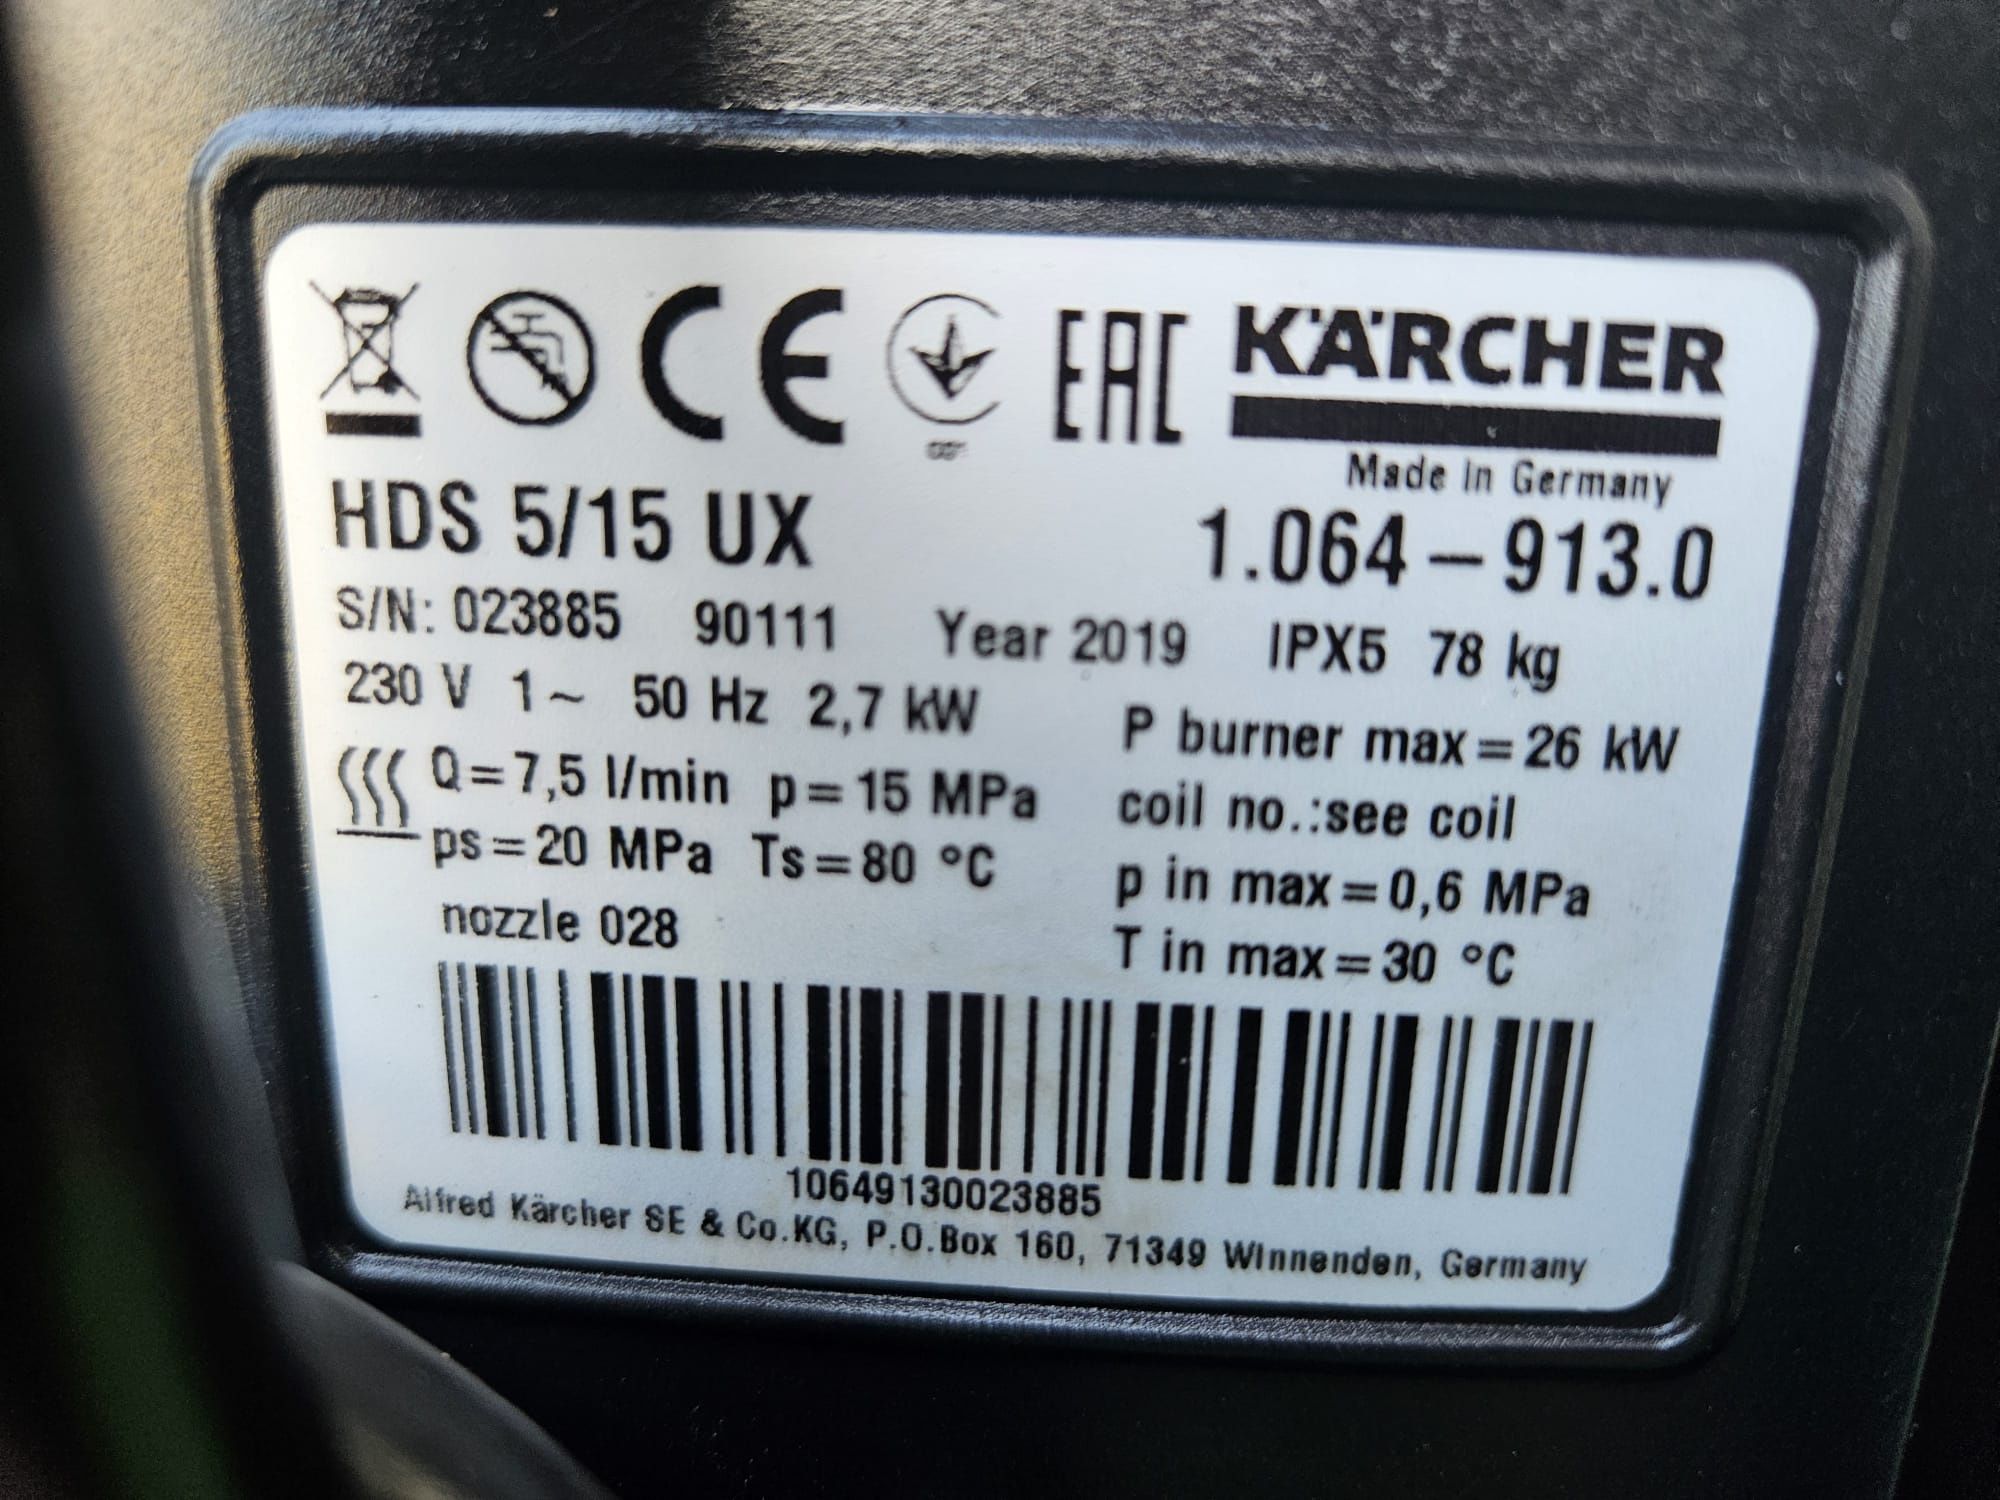 CE EAC KÄRCHER
Made in Germany
HDS 5/15 UX 1.064-913.0
S/N: 023885 90111 Year 2019 IPX5 78 kg
230 V 1~ 50 Hz 2,7 kW P burner max=26 kW
Q=7,5 l/min p=15 MPa coil no.:see coil
ps=20 MPa Ts=80 °C p in max=0,6 MPa
nozzle 028 T in max=30 °C
10649130023885
Alfred Kärcher SE & Co.KG, P.O.Box 160, 71349 Winnenden, Germany